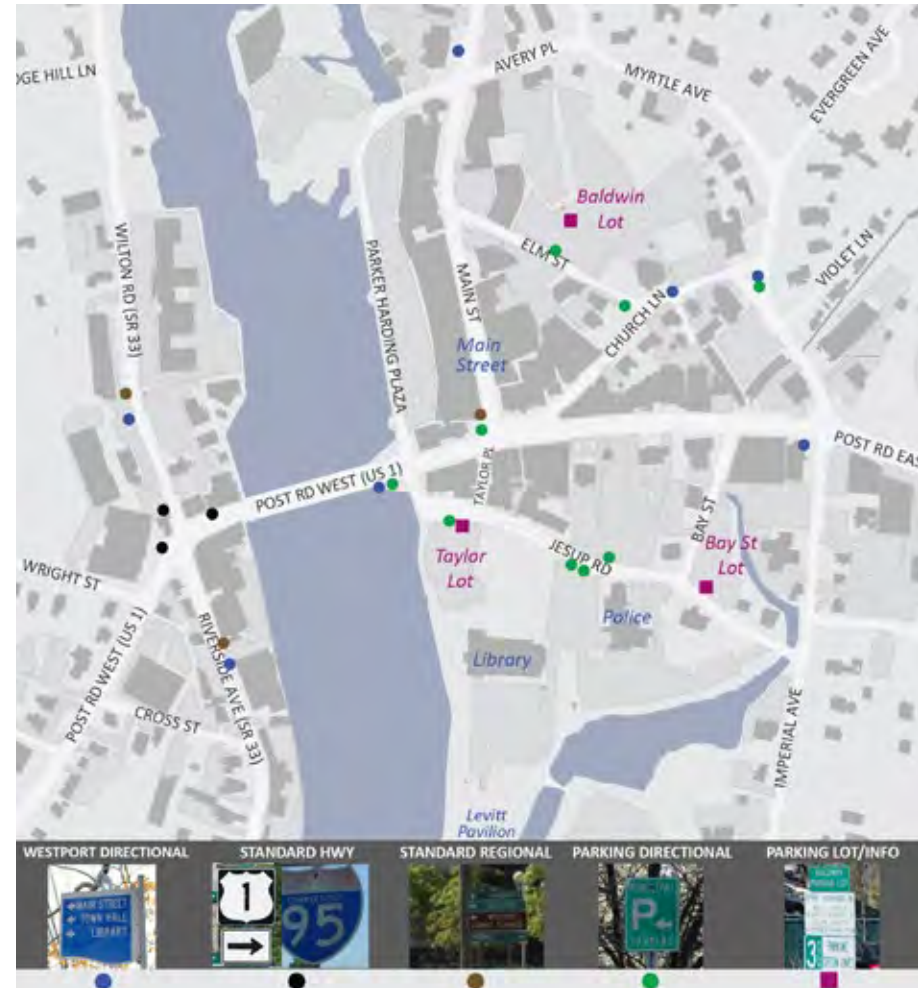 DGE HILL LN
AVERY PL
MYRTLE AVE
EVERGREEN AVE
Baldwin
Lot
WILTON RD (SR 33)
PARKER HARDING PLAZA
MAIN ST
ELM ST
CHURCH LN
VIOLET LN
Main
Street
POST RD WEST (US 1)
TAYLOR PL
POST RD EAS
WRIGHT ST
Taylor
Lot
JESUP RD
BAY ST
Bay St
Lot
Police
Library
RIVERSIDE AVE (SR 33)
POST RD WEST (US 1)
CROSS ST
IMPERIAL AVE
Levitt
Pavilion
WESTPORT DIRECTIONAL
STANDARD HWY
STANDARD REGIONAL
PARKING DIRECTIONAL
PARKING LOT/INFO
MAIN STREET
TOWN HALL
LIBRARY
1
95
P
3